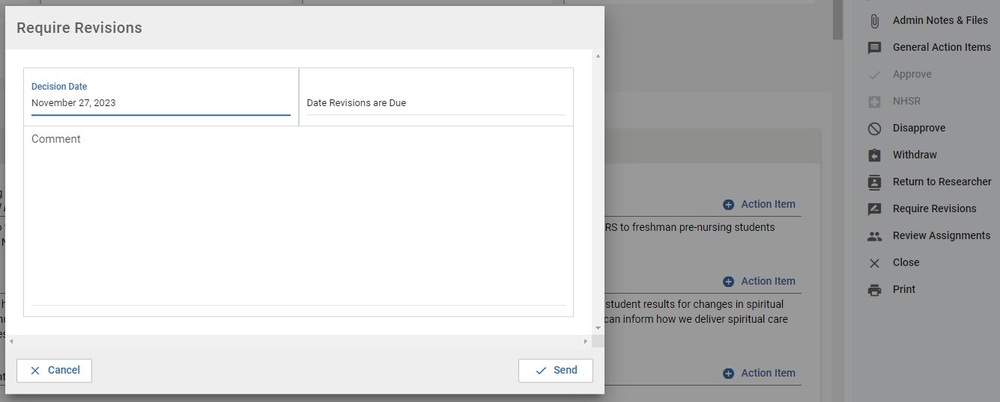 Require Revisions
Decision Date
November 27, 2023
Date Revisions are Due
Comment
Cancel
Send
Action Item
RS to freshman pre-nursing students
Action Item
student results for changes in spiritual
can inform how we deliver spiritual care
Action Item
Admin Notes & Files
General Action Items
Approve
NHSR
Disapprove
Withdraw
Return to Researcher
Require Revisions
Review Assignments
Close
Print